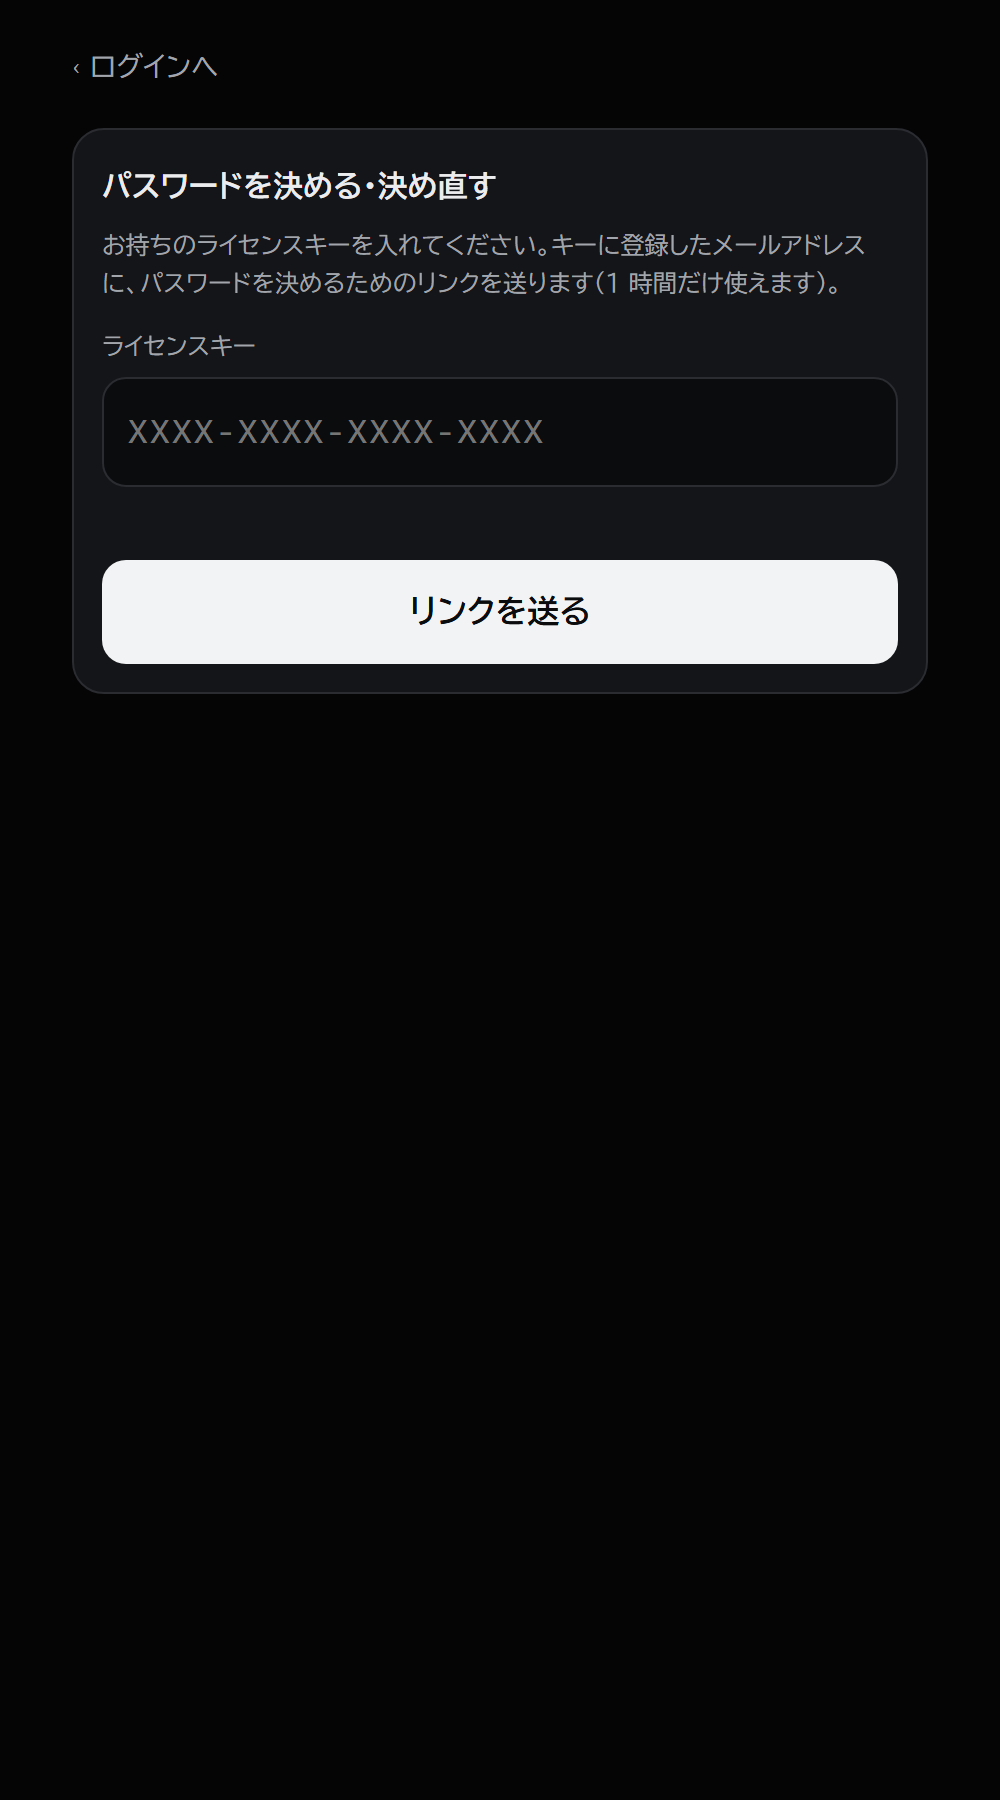 ‹ ログインへ
パスワードを決める・決め直す
お持ちのライセンスキーを入れてください。キーに登録したメールアドレス
に、パスワードを決めるためのリンクを送ります（1 時間だけ使えます）。
ライセンスキー
XXXX-XXXX-XXXX-XXXX
リンクを送る